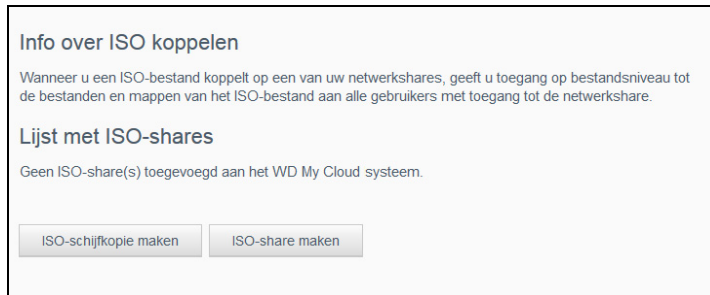 Info over ISO koppelen
Wanneer u een ISO-bestand koppelt op een van uw netwerkshares, geeft u toegang op bestandsniveau tot
de bestanden en mappen van het ISO-bestand aan alle gebruikers met toegang tot de netwerkshare.
Lijst met ISO-shares
Geen ISO-share(s) toegevoegd aan het WD My Cloud systeem.
ISO-schijfkopie maken ISO-share maken